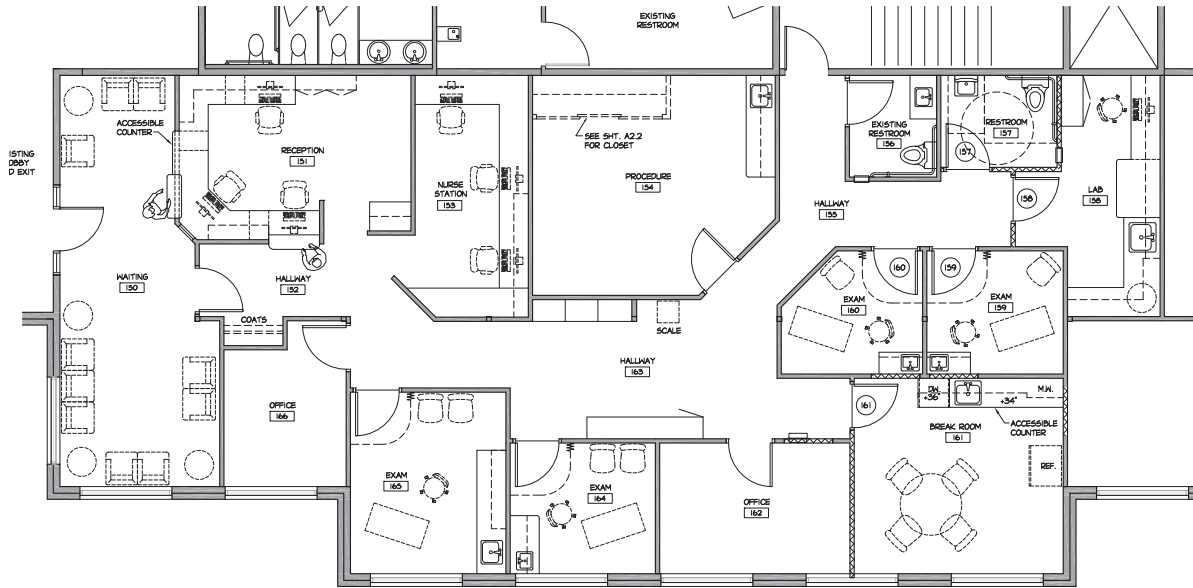 EXISTING
RESTROOM
ACCESSIBLE
COUNTER
ISTING
OBBY
D EXIT
RECEPTION
151
SEE SHT. A2.2
FOR CLOSET
NURSE
STATION
153
PROCEDURE
154
EXISTING
RESTROOM
156
RESTROOM
157
157
HALLWAY
155
158
LAB
158
WAITING
150
HALLWAY
152
COATS
160
159
EXAM
160
EXAM
159
SCALE
HALLWAY
163
OFFICE
166
161
D.W.
+36"
+34"
M.W.
ACCESSIBLE
COUNTER
BREAK ROOM
161
REF.
EXAM
165
EXAM
164
OFFICE
162